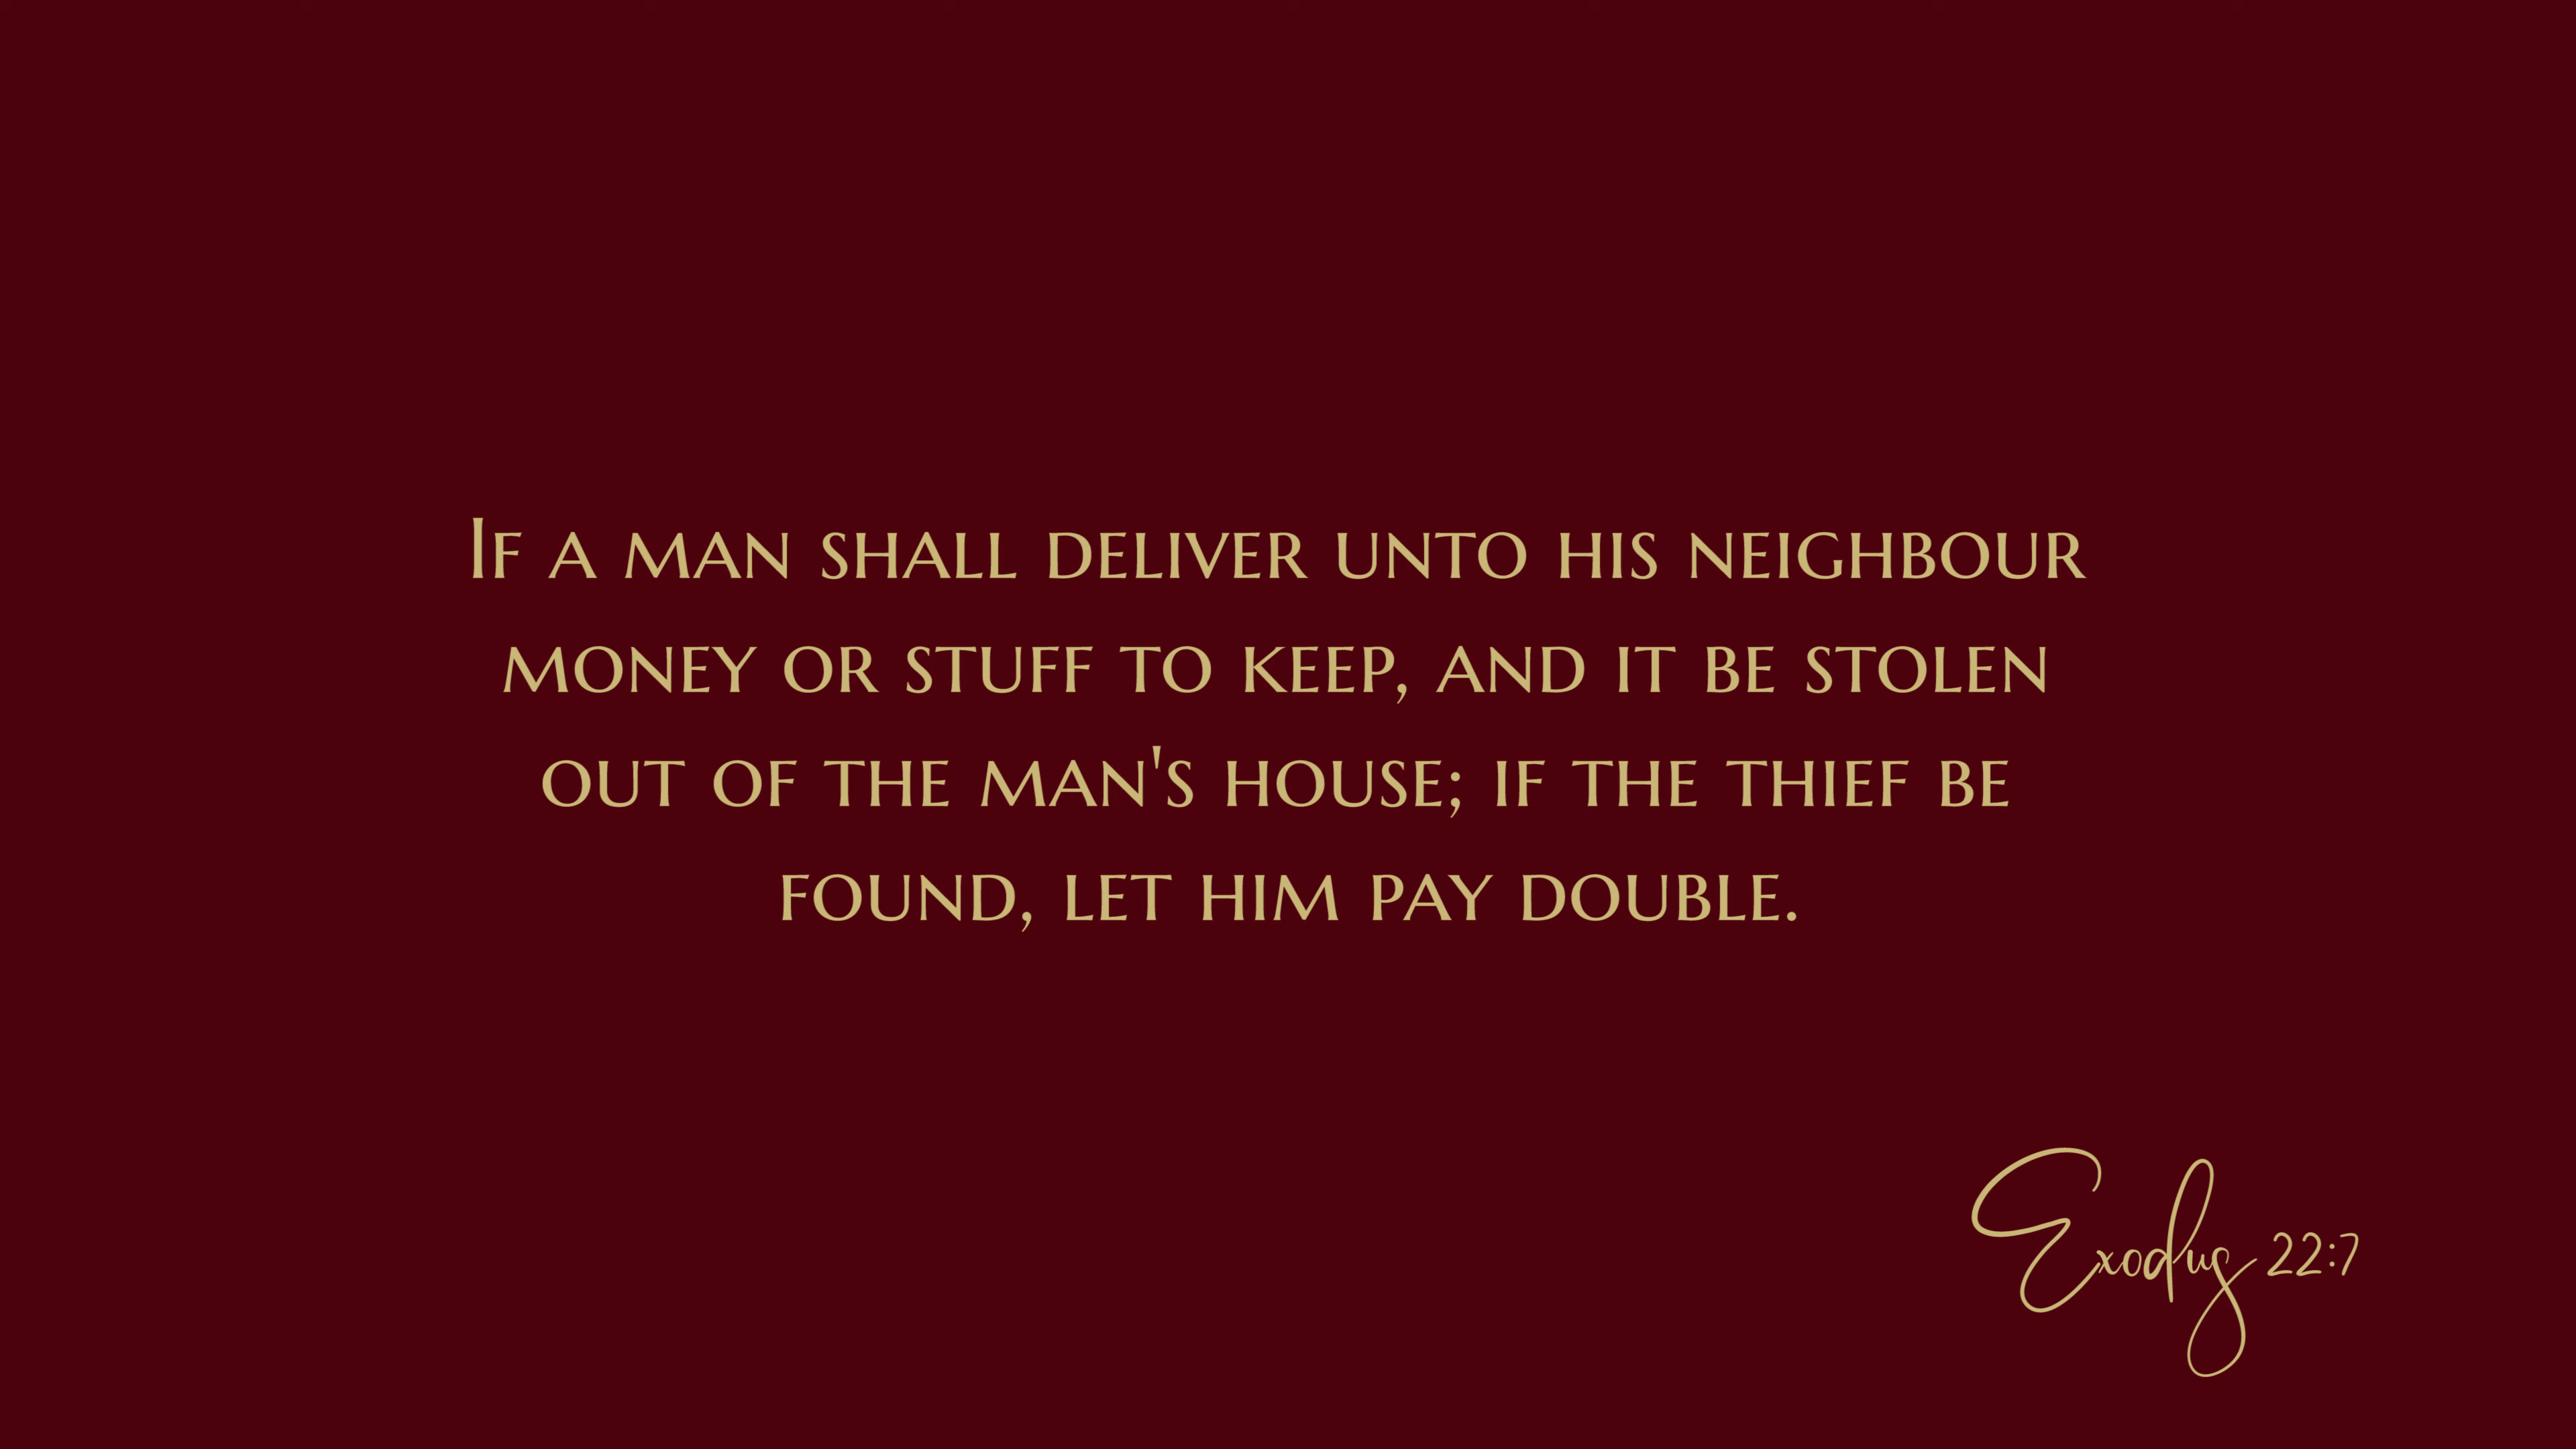 If a man shall deliver unto his neighbour
money or stuff to keep, and it be stolen
out of the man's house; if the thief be
found, let him pay double.
Exodus 22:7